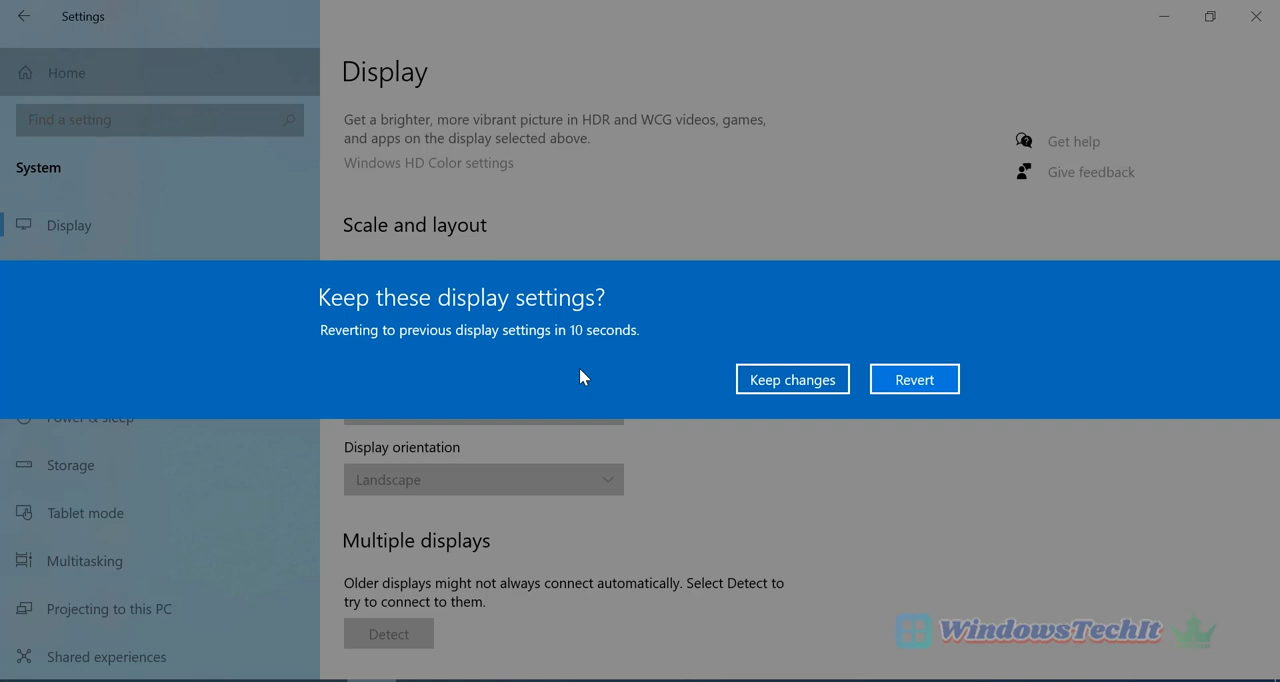 Settings
Home
Find a setting
System
Display
Power & sleep
Storage
Tablet mode
Multitasking
Projecting to this PC
Shared experiences
Display
Get a brighter, more vibrant picture in HDR and WCG videos, games,
and apps on the display selected above.
Windows HD Color settings
Get help
Give feedback
Scale and layout
Keep these display settings?
Reverting to previous display settings in 10 seconds.
Keep changes
Revert
Display orientation
Landscape
Multiple displays
Older displays might not always connect automatically. Select Detect to
try to connect to them.
Detect
WindowsTechIt